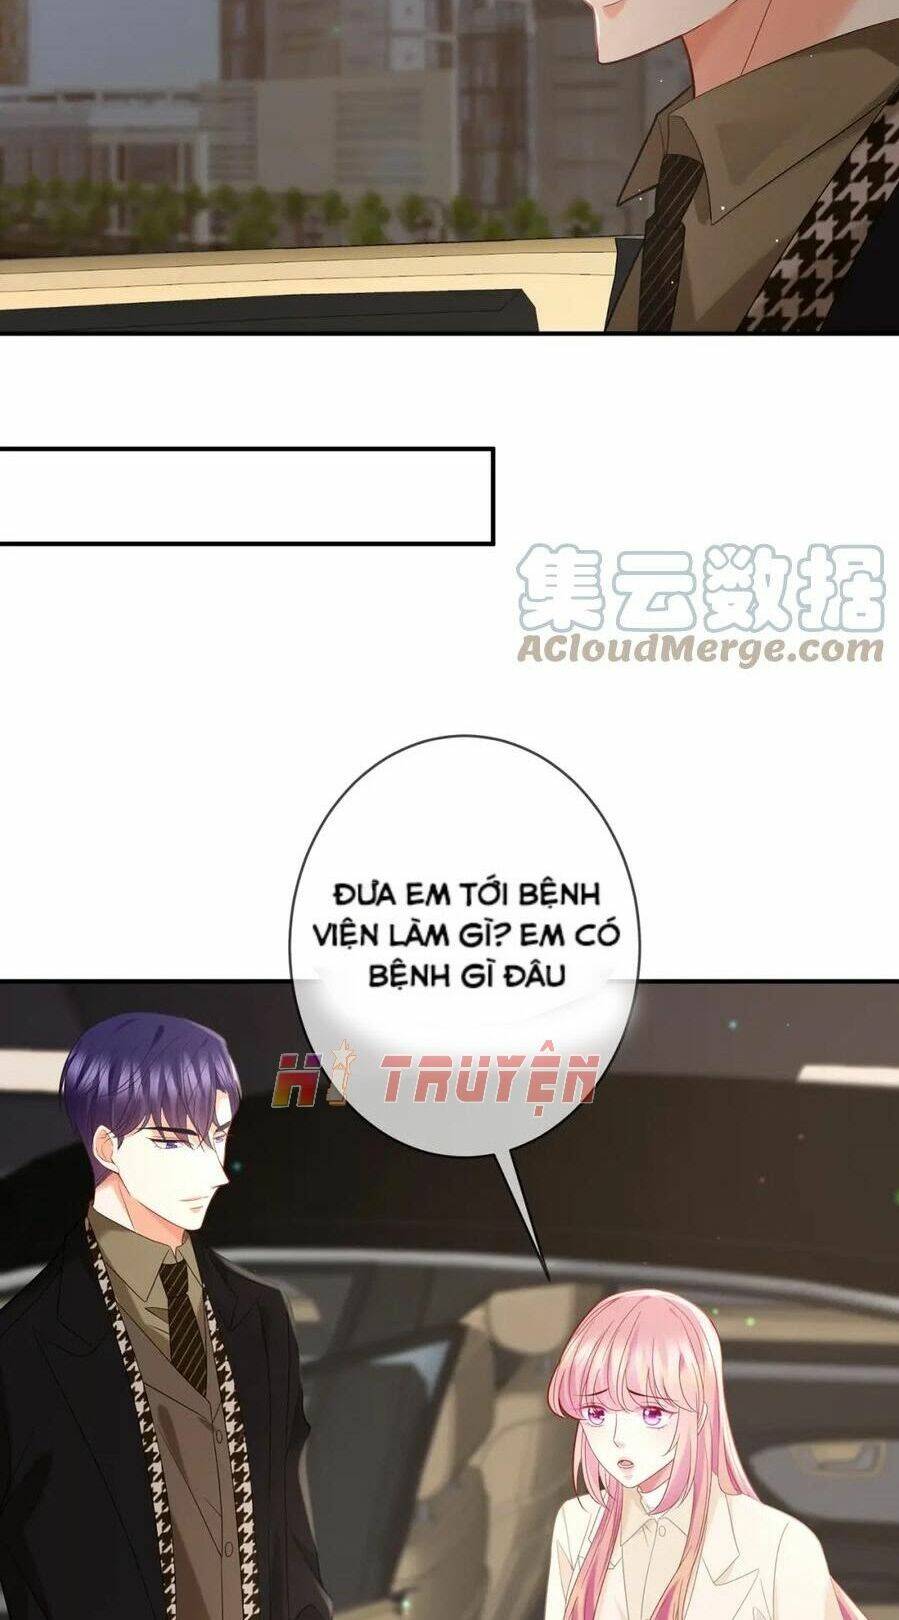 集云数据
ACloudMerge.com
ĐƯA EM TỚI BỆNH
VIỆN LÀM GÌ? EM CÓ
BỆNH GÌ ĐÂU
HI TRUYỆN